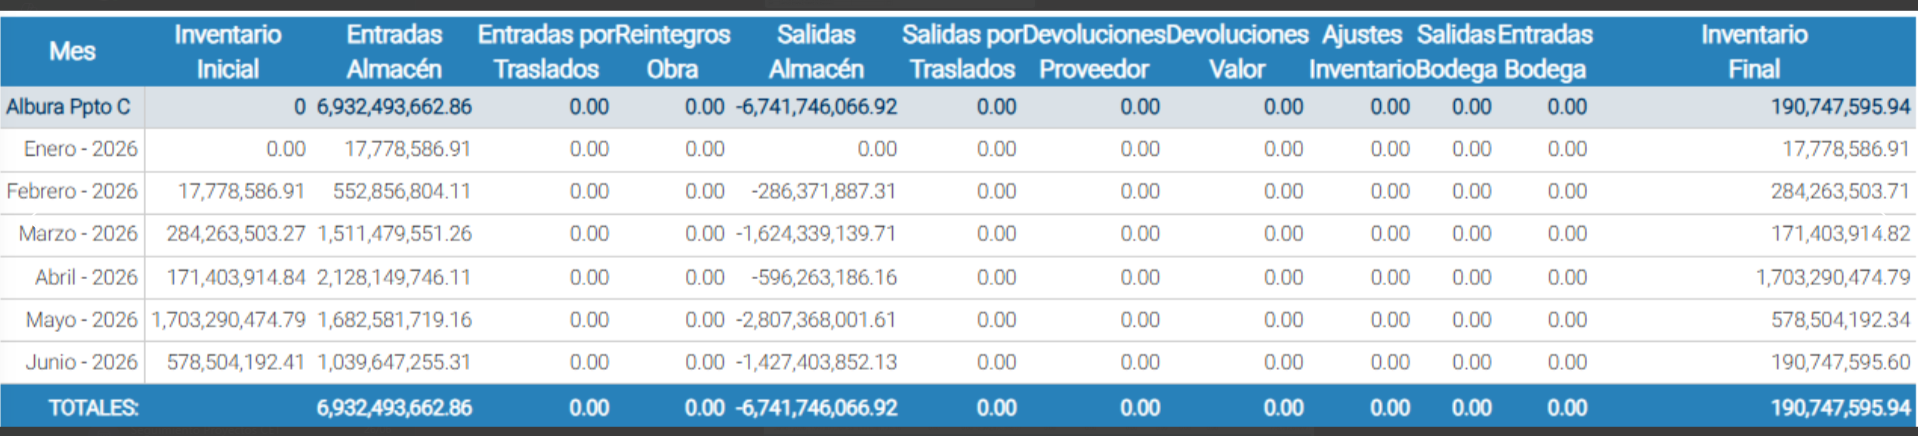 Mes Inventario Inicial Entradas Almacén Entradas por Traslados Reintegros Obra Salidas Almacén Salidas por Traslados Devoluciones Proveedor Devoluciones Valor Ajustes Inventario Salidas Bodega Entradas Bodega Inventario Final
Albura Ppto C 0 6,932,493,662.86 0.00 0.00 -6,741,746,066.92 0.00 0.00 0.00 0.00 0.00 0.00 190,747,595.94
Enero - 2026 0.00 17,778,586.91 0.00 0.00 0.00 0.00 0.00 0.00 0.00 0.00 0.00 17,778,586.91
Febrero - 2026 17,778,586.91 552,856,804.11 0.00 0.00 -286,371,887.31 0.00 0.00 0.00 0.00 0.00 0.00 284,263,503.71
Marzo - 2026 284,263,503.27 1,511,479,551.26 0.00 0.00 -1,624,339,139.71 0.00 0.00 0.00 0.00 0.00 0.00 171,403,914.82
Abril - 2026 171,403,914.84 2,128,149,746.11 0.00 0.00 -596,263,186.16 0.00 0.00 0.00 0.00 0.00 0.00 1,703,290,474.79
Mayo - 2026 1,703,290,474.79 1,682,581,719.16 0.00 0.00 -2,807,368,001.61 0.00 0.00 0.00 0.00 0.00 0.00 578,504,192.34
Junio - 2026 578,504,192.41 1,039,647,255.31 0.00 0.00 -1,427,403,852.13 0.00 0.00 0.00 0.00 0.00 0.00 190,747,595.60
TOTALES: 6,932,493,662.86 0.00 0.00 -6,741,746,066.92 0.00 0.00 0.00 0.00 0.00 0.00 190,747,595.94